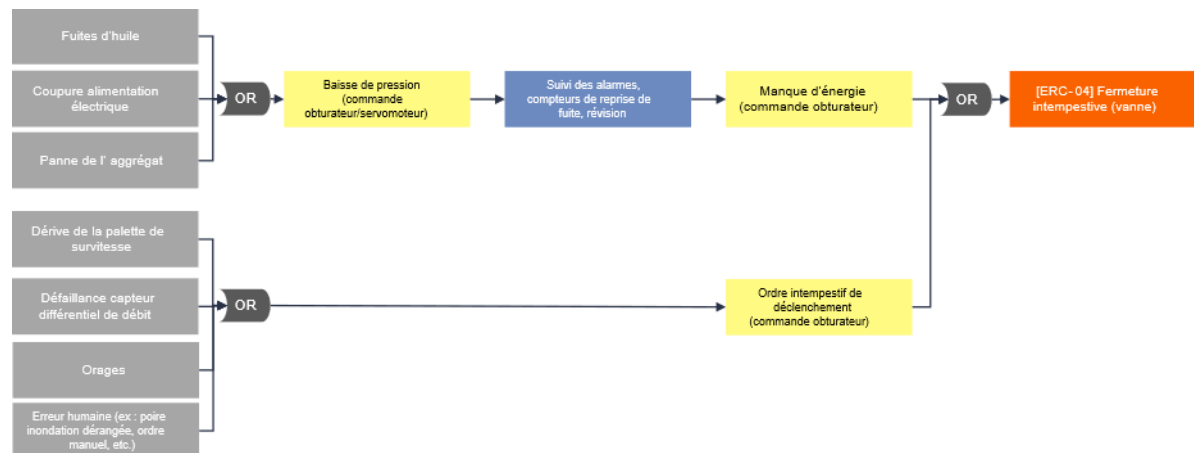 Fuites d'huile
Coupure alimentation
électrique
Panne de l' aggrégat
OR
Baisse de pression
(commande
obturateur/servomoteur)
Suivi des alarmes,
compteurs de reprise de
fuite, révision
Manque d'énergie
(commande obturateur)
OR
[ERC-04] Fermeture
intempestive (vanne)
Dérive de la palette de
survitesse
Défaillance capteur
différentiel de débit
Orages
Erreur humaine (ex : poire
inondation dérangée, ordre
manuel, etc.)
OR
Ordre intempestif de
déclenchement
(commande obturateur)